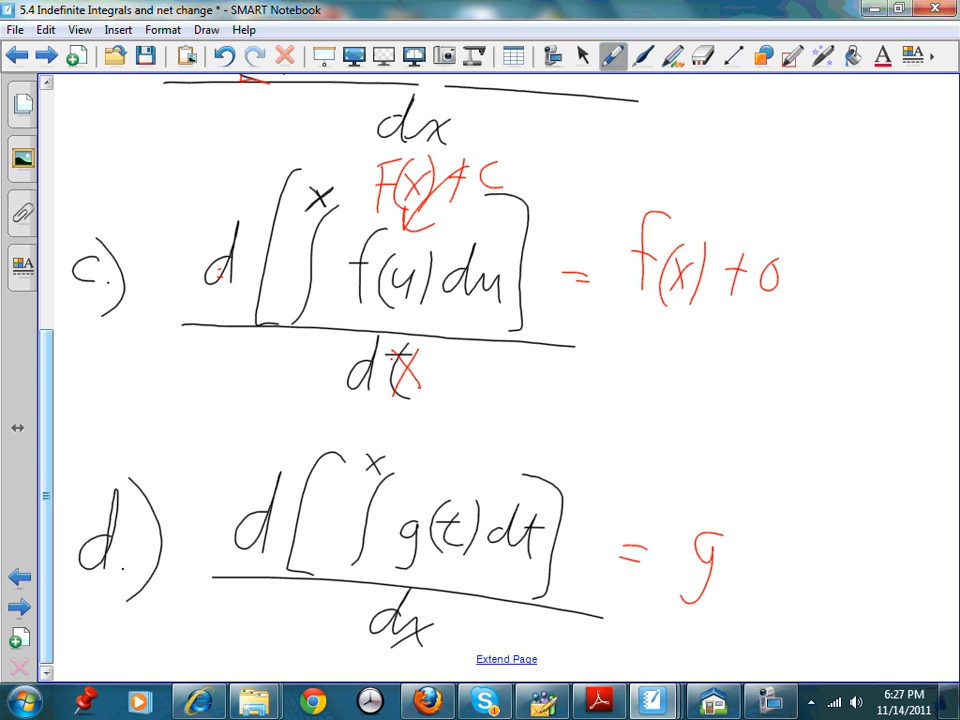 5.4 Indefinite Integrals and net change * - SMART Notebook
File Edit View Insert Format Draw Help
dx
F(x) + C
c.) d [ ∫^x f(u) du ] = f(x) + 0
dx
d.) d [ ∫^x g(t) dt ] = g
dx
Extend Page
6:27 PM
11/14/2011